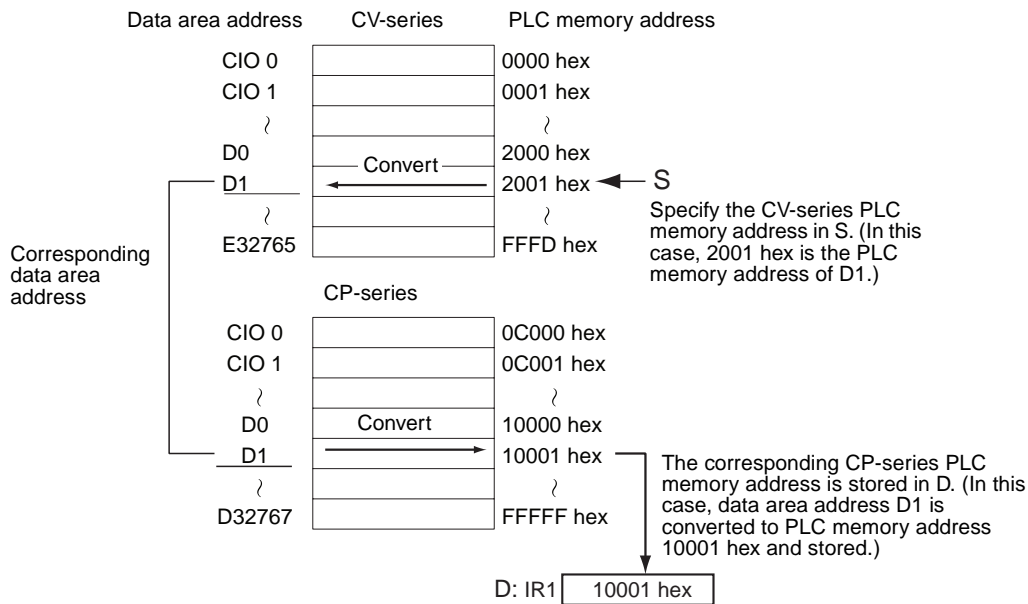 Data area address CV-series PLC memory address
CIO 0 0000 hex
CIO 1 0001 hex
~ ~
D0 2000 hex
Convert
D1 2001 hex S
~ ~
E32765 FFFD hex
Specify the CV-series PLC
memory address in S. (In this
case, 2001 hex is the PLC
memory address of D1.)
Corresponding
data area
address
CP-series
CIO 0 0C000 hex
CIO 1 0C001 hex
~ ~
D0 Convert 10000 hex
D1 10001 hex
~ ~
D32767 FFFFF hex
The corresponding CP-series PLC
memory address is stored in D. (In this
case, data area address D1 is
converted to PLC memory address
10001 hex and stored.)
D: IR1 10001 hex